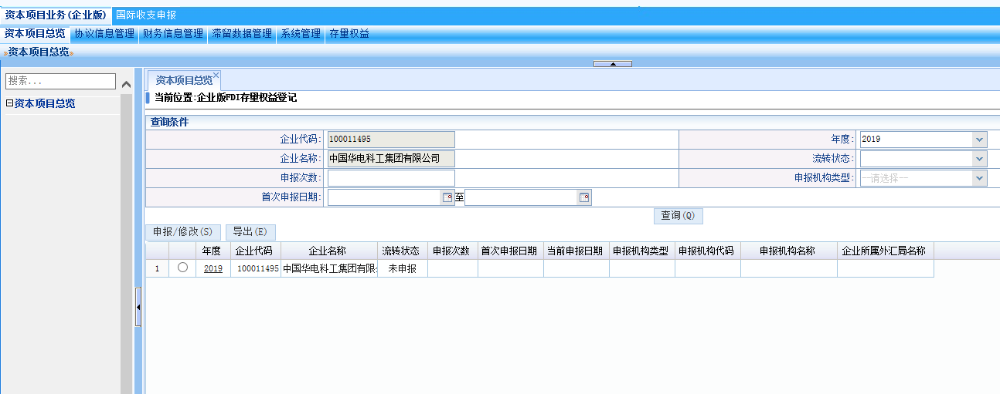 资本项目业务(企业版) 国际收支申报
资本项目总览 协议信息管理 财务信息管理 滞留数据管理 系统管理 存量权益
资本项目总览
搜索...
资本项目总览
资本项目总览
当前位置:企业版FDI存量权益登记
查询条件
企业代码: 100011495 年度: 2019
企业名称: 中国华电科工集团有限公司 流转状态:
申报次数: 申报机构类型: --请选择--
首次申报日期: 至
查询(Q)
申报/修改(S) 导出(E)
年度 企业代码 企业名称 流转状态 申报次数 首次申报日期 当前申报日期 申报机构类型 申报机构代码 申报机构名称 企业所属外汇局名称
1 2019 100011495 中国华电科工集团有限 未申报